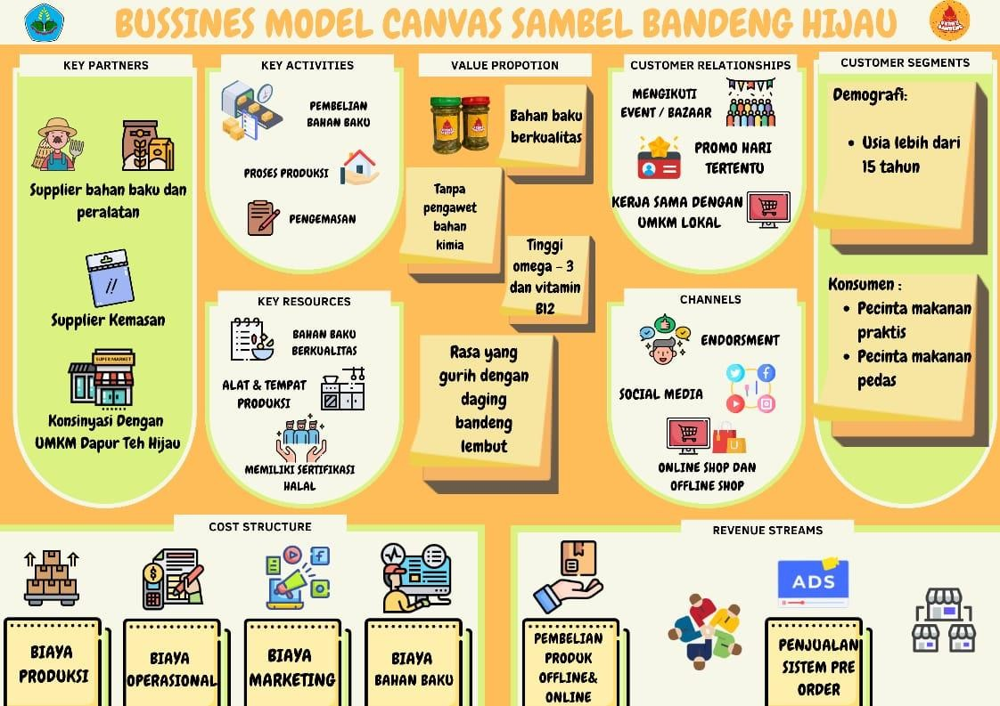 BUSSINES MODEL CANVAS SAMBEL BANDENG HIJAU
KEY PARTNERS
Supplier bahan baku dan
peralatan
Supplier Kemasan
SUPER MARKET
Konsinyasi Dengan
UMKM Dapur Teh Hijau
KEY ACTIVITIES
PEMBELIAN
BAHAN BAKU
PROSES PRODUKSI
PENGEMASAN
KEY RESOURCES
BAHAN BAKU
BERKUALITAS
ALAT & TEMPAT
PRODUKSI
MEMILIKI SERTIFIKASI
HALAL
VALUE PROPOTION
Bahan baku
berkualitas
Tanpa
pengawet
bahan
kimia
Tinggi
omega – 3
dan vitamin
B12
Rasa yang
gurih dengan
daging
bandeng
lembut
CUSTOMER RELATIONSHIPS
MENGIKUTI
EVENT / BAZAAR
PROMO HARI
TERTENTU
KERJA SAMA DENGAN
UMKM LOKAL
CHANNELS
ENDORSMENT
SOCIAL MEDIA
ONLINE SHOP DAN
OFFLINE SHOP
CUSTOMER SEGMENTS
Demografi:
• Usia lebih dari
15 tahun
Konsumen :
• Pecinta makanan
praktis
• Pecinta makanan
pedas
COST STRUCTURE
BIAYA
PRODUKSI
BIAYA
OPERASIONAL
BIAYA
MARKETING
BIAYA
BAHAN BAKU
REVENUE STREAMS
PEMBELIAN
PRODUK
OFFLINE&
ONLINE
ADS
PENJUALAN
SISTEM PRE
ORDER